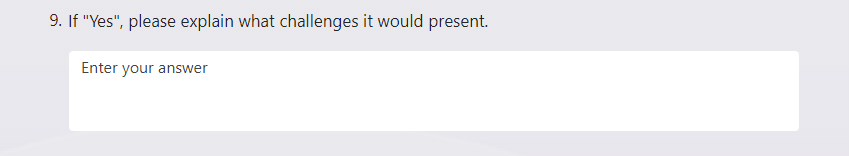 9. If "Yes", please explain what challenges it would present.
Enter your answer